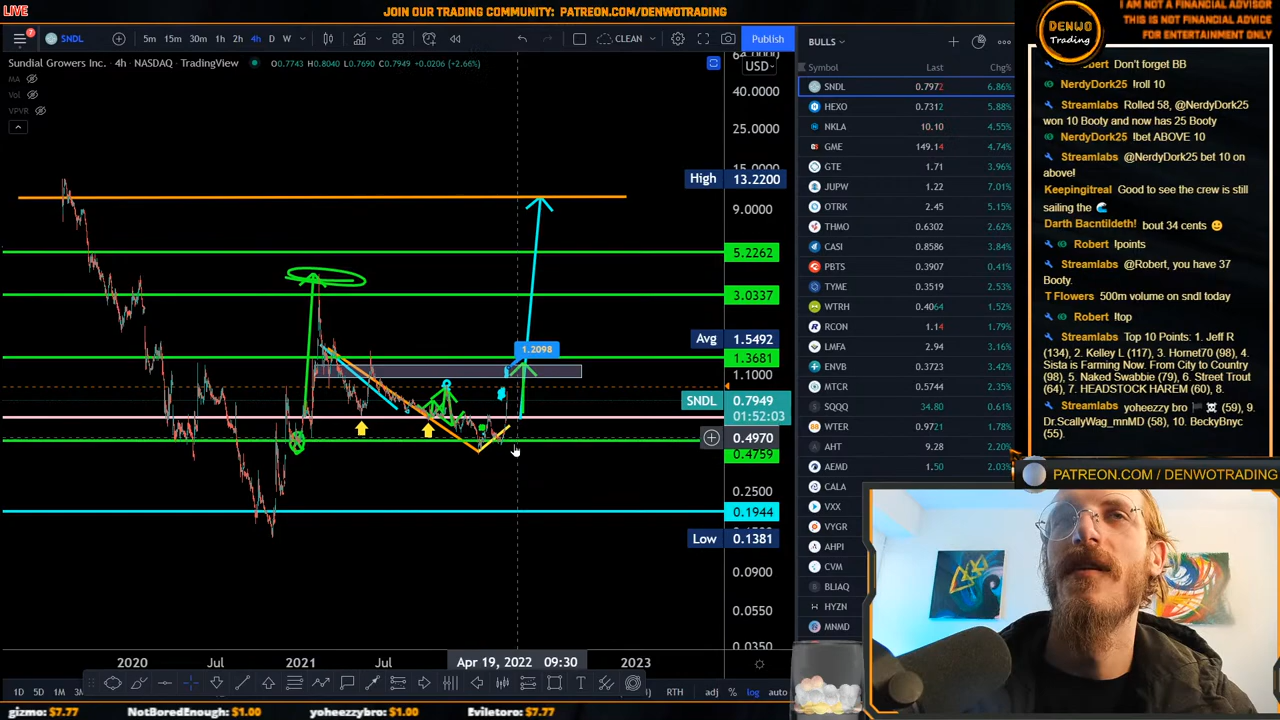 LIVE
JOIN OUR TRADING COMMUNITY: PATREON.COM/DENWOTRADING
7
SNDL
5m 15m 30m 1h 2h 4h D W
CLEAN
Publish
Sundial Growers Inc. · 4h · NASDAQ · TradingView
O0.7743 H0.8040 L0.7690 C0.7949 +0.0206 (+2.66%)
MA
Vol
VPVR
USD
40.0000
25.0000
High 13.2200
9.0000
5.2262
3.0337
Avg 1.5492
1.2098
1.3681
1.1000
SNDL 0.7949
01:52:03
0.4970
0.4759
0.2500
0.1944
Low 0.1381
0.0900
0.0550
0.0350
2020 Jul 2021 Jul Apr 19, 2022 09:30 2023
1D 5D 1M 3M
RTH adj % log auto
BULLS
Symbol Last Chg%
SNDL 0.7972 6.86%
HEXO 0.7312 5.88%
NKLA 10.10 4.55%
GME 149.14 4.74%
GTE 1.71 3.96%
JUPW 1.22 7.01%
OTRK 2.45 5.15%
THMO 0.6302 2.62%
CASI 0.8586 3.84%
PBTS 0.3907 0.41%
TYME 0.3519 2.53%
WTRH 0.4064 1.52%
RCON 1.14 1.79%
LMFA 2.94 3.96%
ENVB 0.3723 3.42%
MTCR 0.5744 2.35%
SQQQ 34.80 0.61%
WTER 0.9721 1.78%
AHT 9.28 2.20%
AEMD 1.50 2.03%
CALA
VXX
VYGR
AHPI
CVM
BLIAQ
HYZN
MNMD
DENWO
Trading
I AM NOT A FINANCIAL ADVISOR
THIS IS NOT FINANCIAL ADVICE
FOR ENTERTAINMENT ONLY
Robert Don't forget BB
NerdyDork25 !roll 10
Streamlabs Rolled 58, @NerdyDork25
won 10 Booty and now has 25 Booty
NerdyDork25 !bet ABOVE 10
Streamlabs @NerdyDork25 bet 10 on
above!
Keepingitreal Good to see the crew is still
sailing the 🌊
Darth Bacntildeth! bout 34 cents 🙂
Robert !points
Streamlabs @Robert, you have 37
Booty.
T Flowers 500m volume on sndl today
Robert !top
Streamlabs Top 10 Points: 1. Jeff R
(134), 2. Kelley L (117), 3. Hornet70 (98), 4.
Sista is Farming Now. From City to Country
(98), 5. Naked Swabbie (79), 6. Street Trout
(64), 7. HEADSTOCK HAREM (60), 8.
Streamlabs yoheezzy bro 🏴 ☠️ (59), 9.
Dr.ScallyWag_mnMD (58), 10. BeckyBnyc
(55).
PATREON.COM / DENWOTRADING
gizmo: $7.77 NotBoredEnough: $1.00 yoheezzybro: $1.00 Eviletoro: $7.77